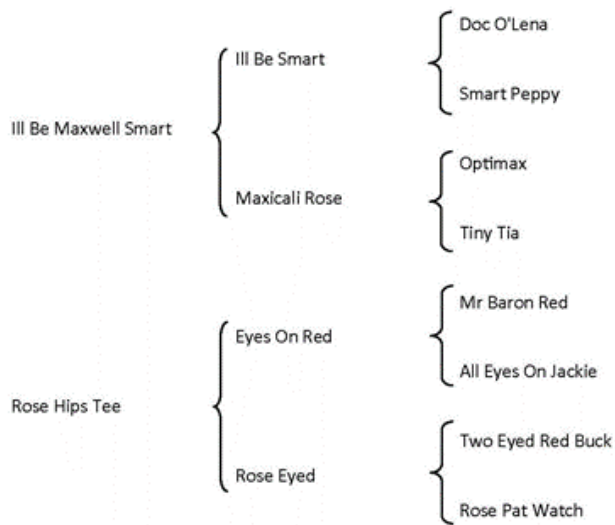 Doc O'Lena
Ill Be Smart
Smart Peppy
Ill Be Maxwell Smart
Optimax
Maxicali Rose
Tiny Tia
Mr Baron Red
Eyes On Red
All Eyes On Jackie
Rose Hips Tee
Two Eyed Red Buck
Rose Eyed
Rose Pat Watch